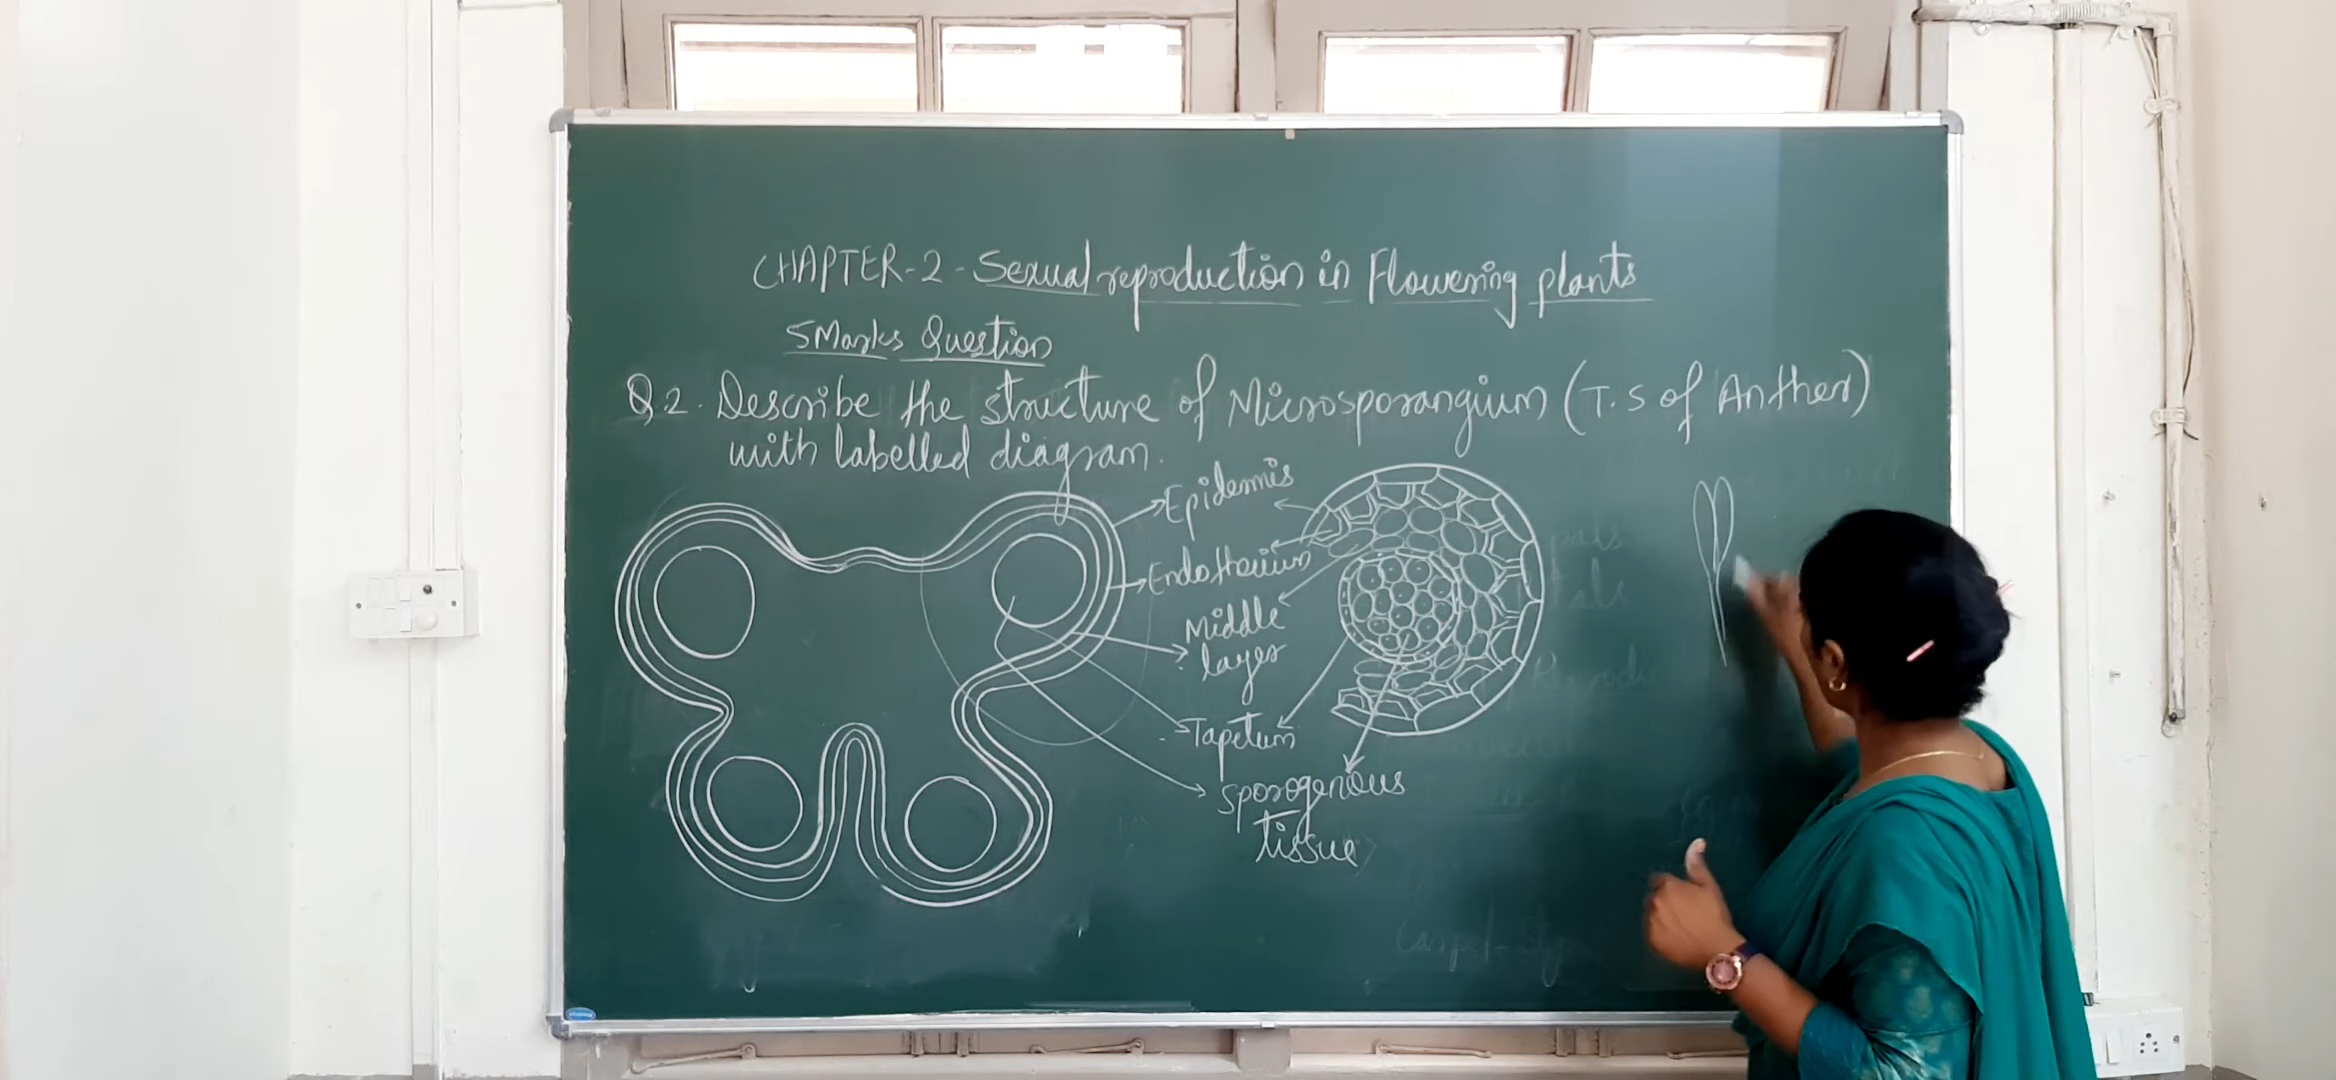 CHAPTER-2-Sexual reproduction in Flowering plants
5Marks Question
Q.2. Describe the structure of Microsporangium (T.S of Anther)
with labelled diagram.
Epidermis
Endothecium
Middle
layer
Tapetum
Sporogenous
tissue